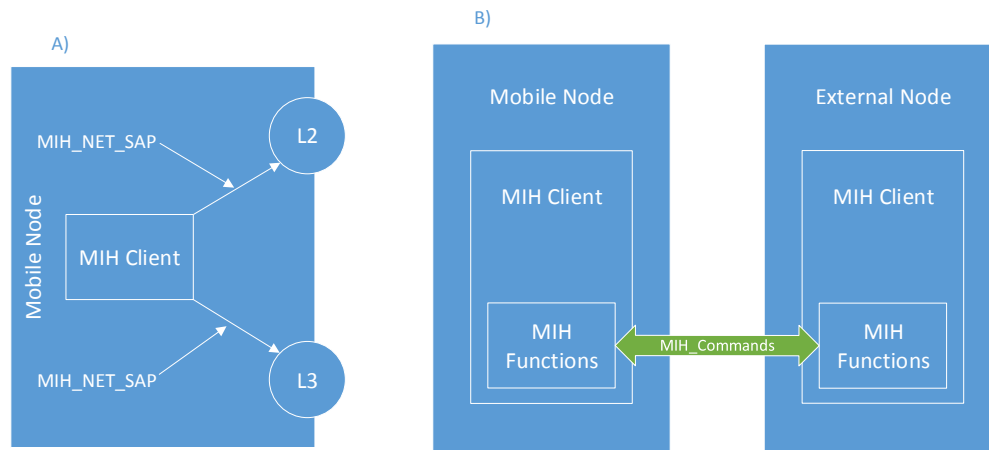 A)
MIH_NET_SAP
L2
Mobile Node
MIH Client
MIH_NET_SAP
L3
B)
Mobile Node
MIH Client
MIH
Functions
MIH_Commands
External Node
MIH Client
MIH
Functions